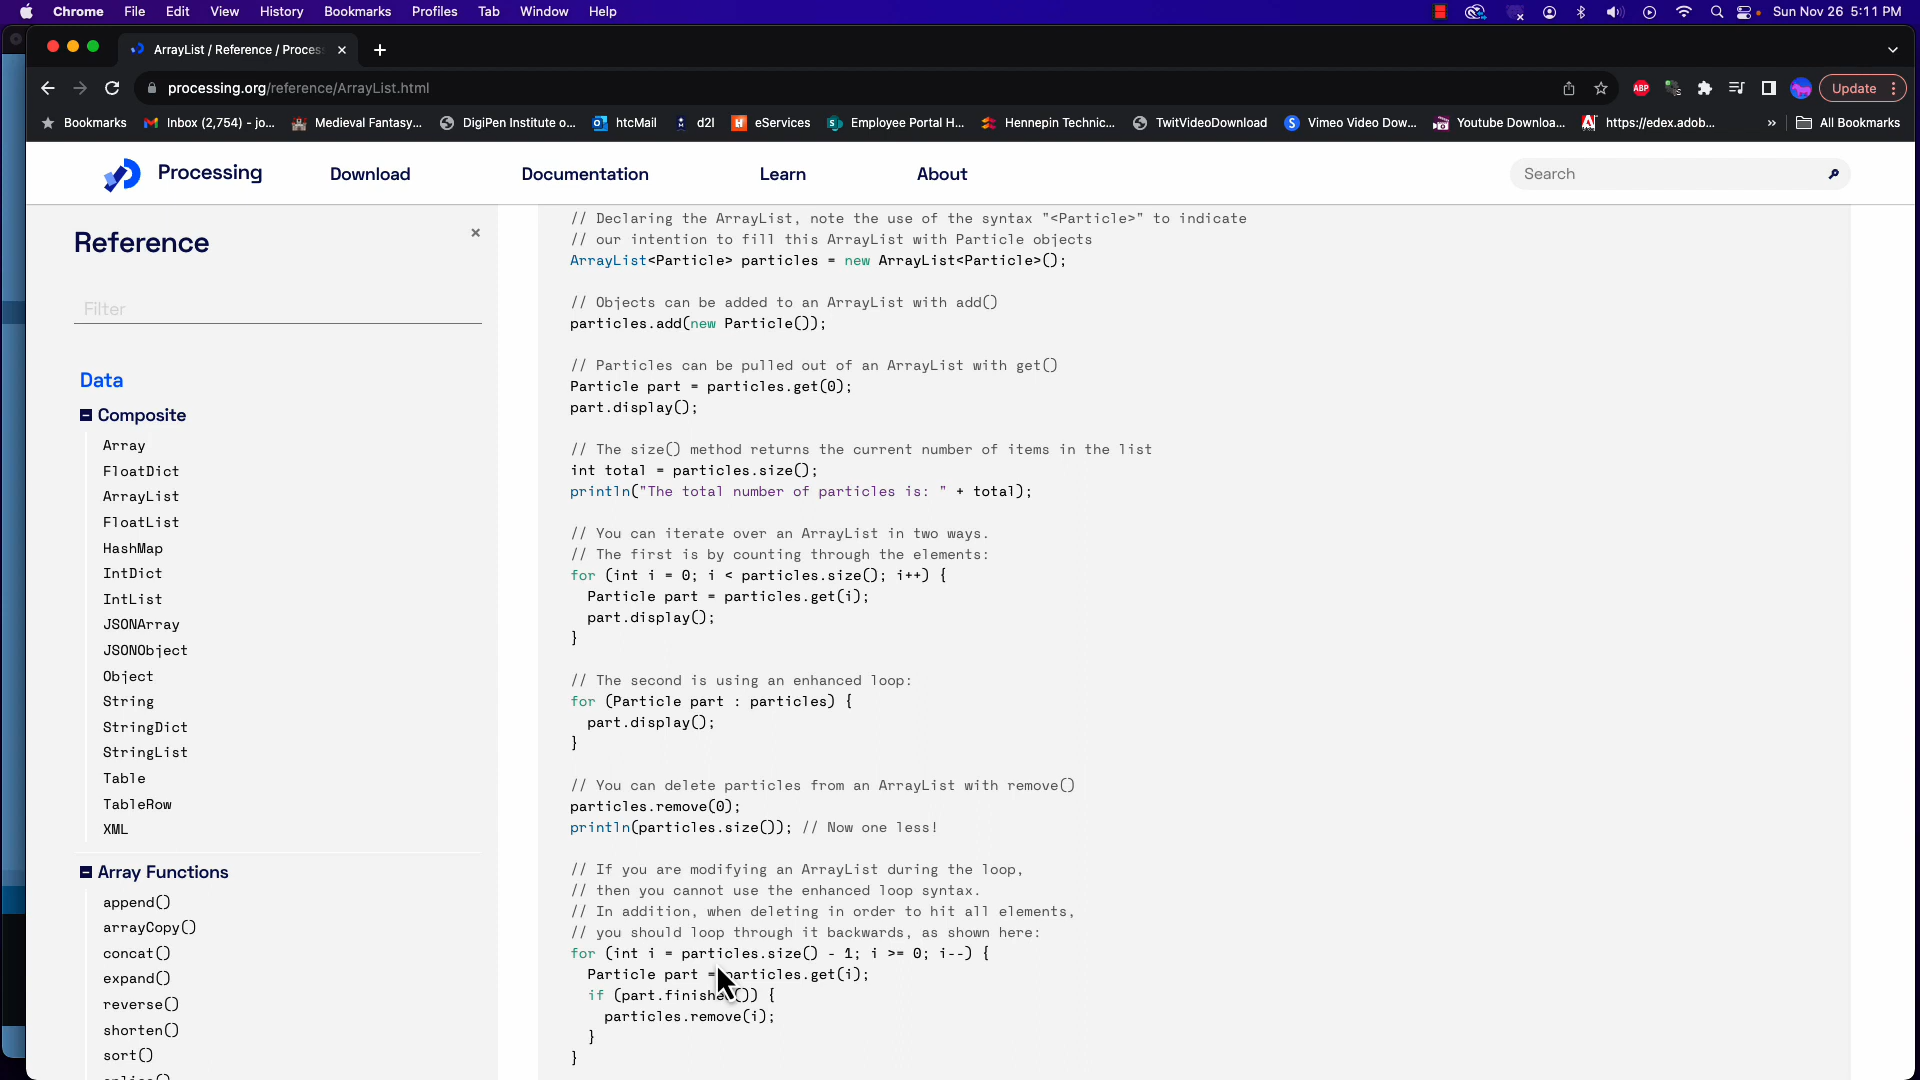 Chrome File Edit View History Bookmarks Profiles Tab Window Help Sun Nov 26 5:11 PM
ArrayList / Reference / Proces
processing.org/reference/ArrayList.html ABP Update
Bookmarks Inbox (2,754) - jo... Medieval Fantasy... DigiPen Institute o... htcMail d2l eServices Employee Portal H... Hennepin Technic... TwitVideoDownload Vimeo Video Dow... Youtube Downloa... https://edex.adob... » All Bookmarks
Processing Download Documentation Learn About Search
Reference ×
Filter
Data
Composite
Array
FloatDict
ArrayList
FloatList
HashMap
IntDict
IntList
JSONArray
JSONObject
Object
String
StringDict
StringList
Table
TableRow
XML
Array Functions
append()
arrayCopy()
concat()
expand()
reverse()
shorten()
sort()
// Declaring the ArrayList, note the use of the syntax "<Particle>" to indicate
// our intention to fill this ArrayList with Particle objects
ArrayList<Particle> particles = new ArrayList<Particle>();
// Objects can be added to an ArrayList with add()
particles.add(new Particle());
// Particles can be pulled out of an ArrayList with get()
Particle part = particles.get(0);
part.display();
// The size() method returns the current number of items in the list
int total = particles.size();
println("The total number of particles is: " + total);
// You can iterate over an ArrayList in two ways.
// The first is by counting through the elements:
for (int i = 0; i < particles.size(); i++) {
Particle part = particles.get(i);
part.display();
}
// The second is using an enhanced loop:
for (Particle part : particles) {
part.display();
}
// You can delete particles from an ArrayList with remove()
particles.remove(0);
println(particles.size()); // Now one less!
// If you are modifying an ArrayList during the loop,
// then you cannot use the enhanced loop syntax.
// In addition, when deleting in order to hit all elements,
// you should loop through it backwards, as shown here:
for (int i = particles.size() - 1; i >= 0; i--) {
Particle part = particles.get(i);
if (part.finished()) {
particles.remove(i);
}
}